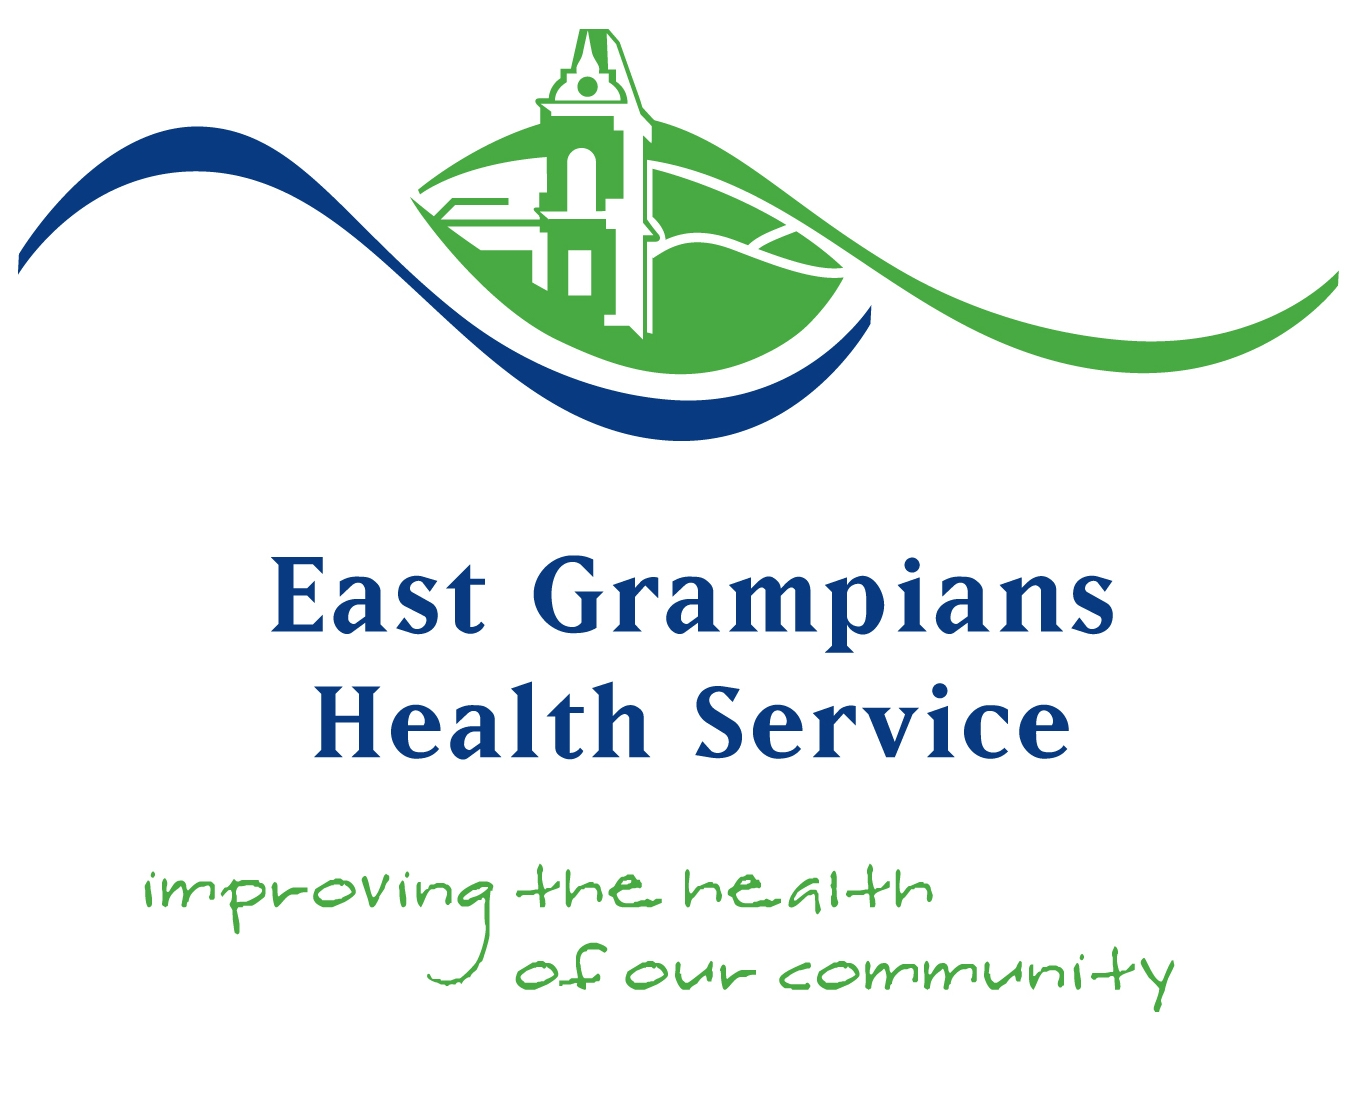 East Grampians
Health Service
improving the health
of our community